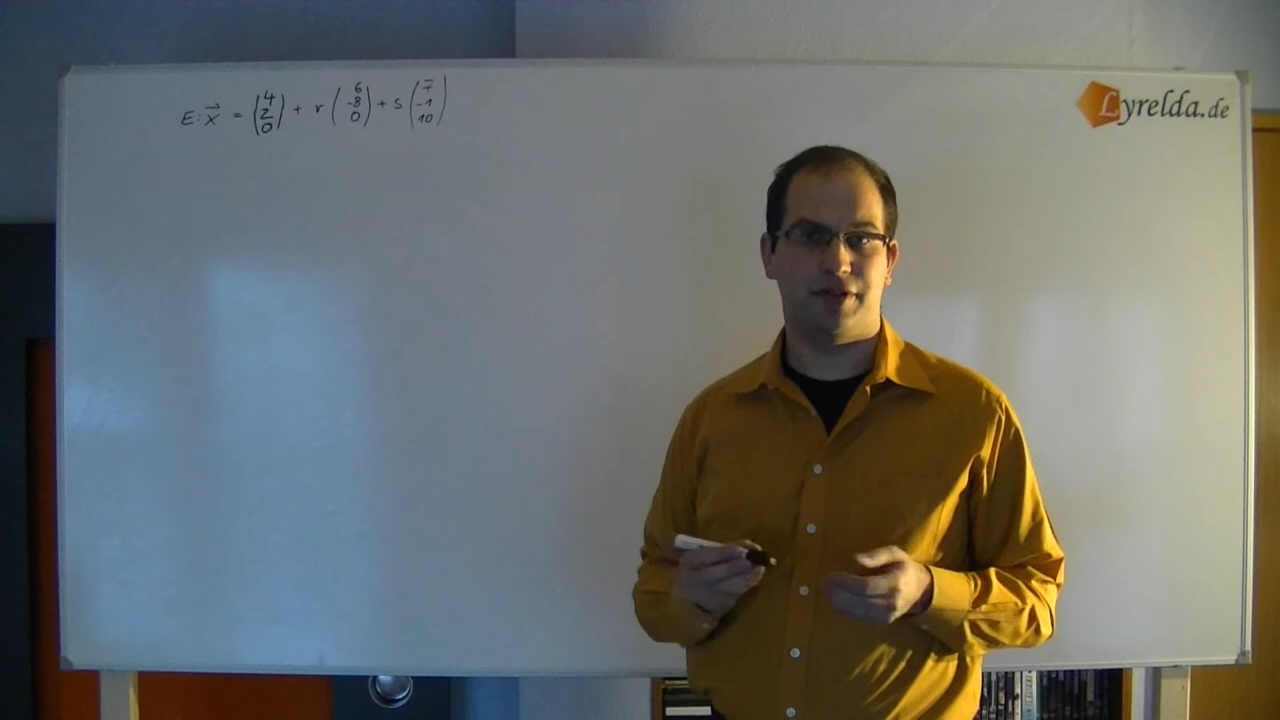 E: x⃗ = (4 2 0) + r (6 -8 0) + s (7 -1 10)
Lyrelda.de